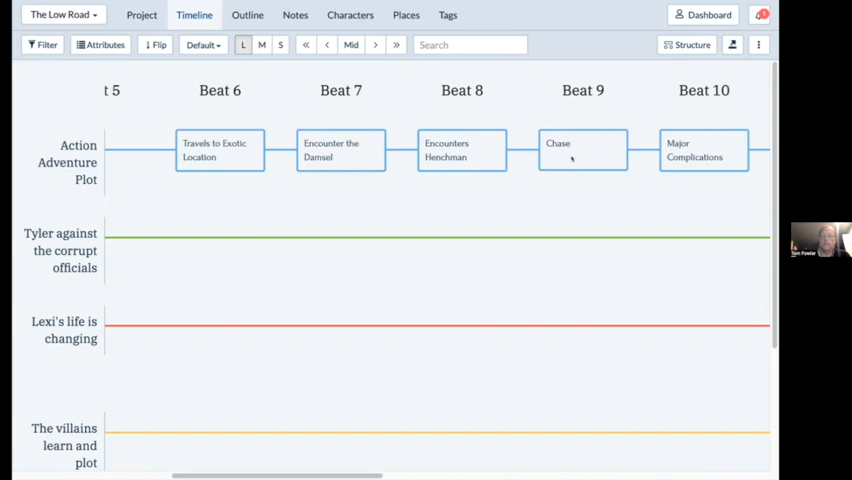 The Low Road
Project
Timeline
Outline
Notes
Characters
Places
Tags
Dashboard
1
Filter
Attributes
Flip
Default
L
M
S
Mid
Search
Structure
t 5
Beat 6
Beat 7
Beat 8
Beat 9
Beat 10
Action
Adventure
Plot
Travels to Exotic
Location
Encounter the
Damsel
Encounters
Henchman
Chase
Major
Complications
Tom Fowler
Tyler against
the corrupt
officials
Lexi's life is
changing
The villains
learn and
plot